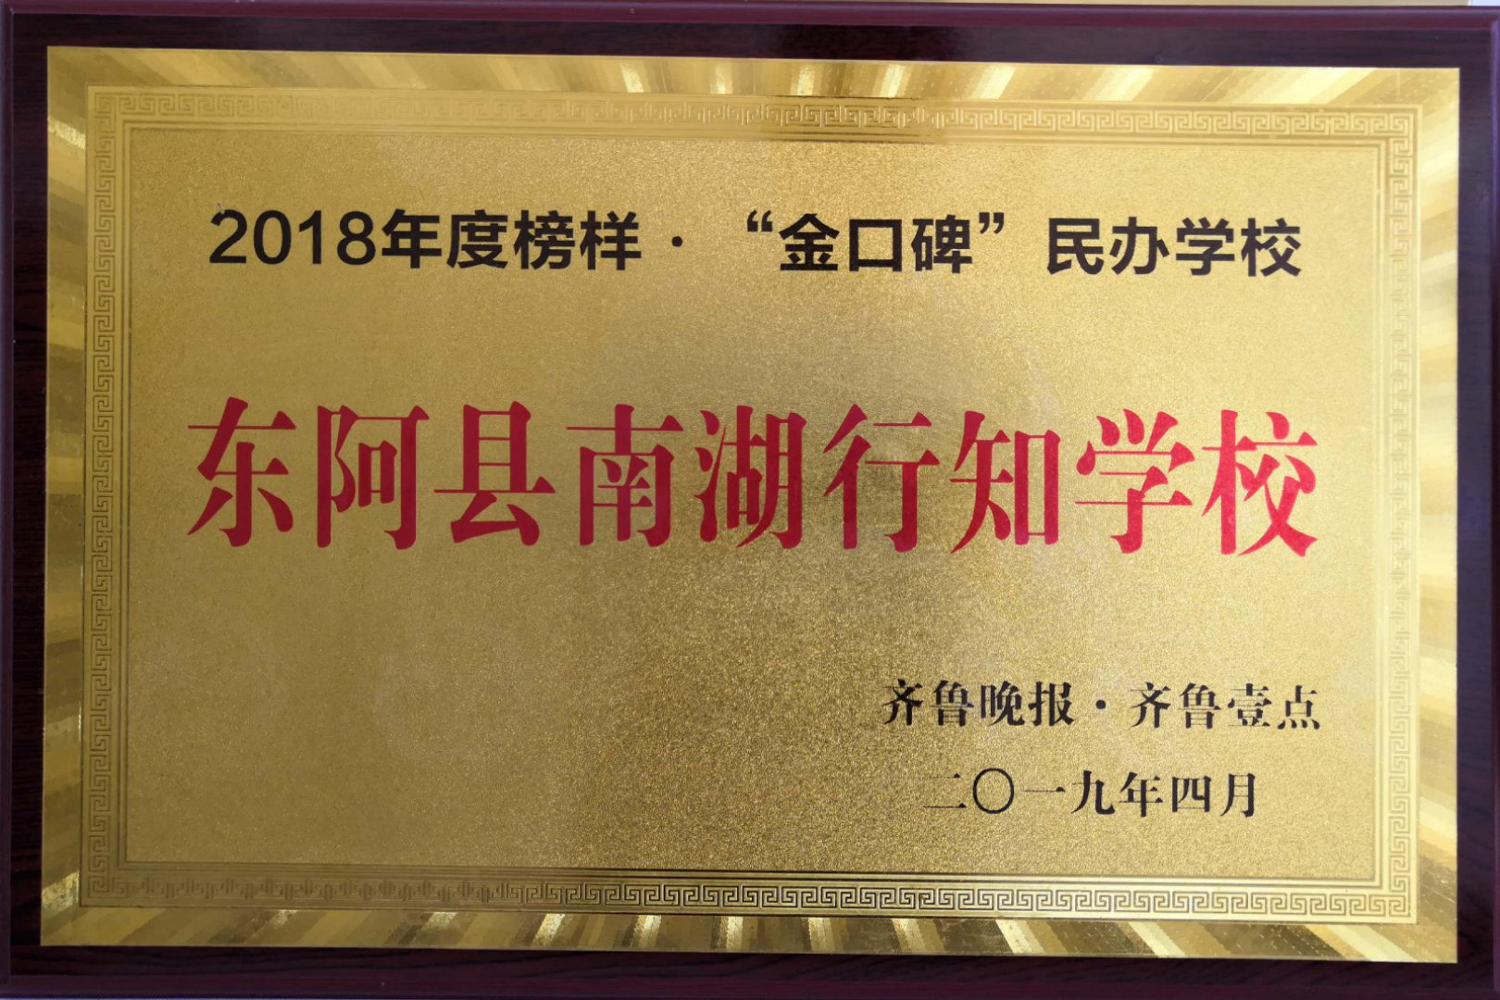 2018年度榜样·“金口碑”民办学校
东阿县南湖行知学校
齐鲁晚报·齐鲁壹点
二〇一九年四月